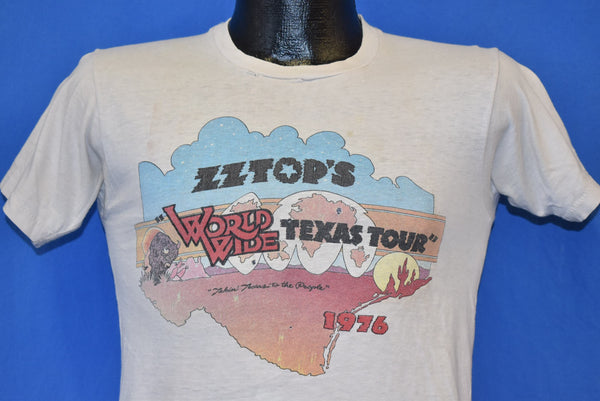 ZZ TOP'S
"WORLD WIDE TEXAS TOUR"
"Takin' Texas to the People"
1976